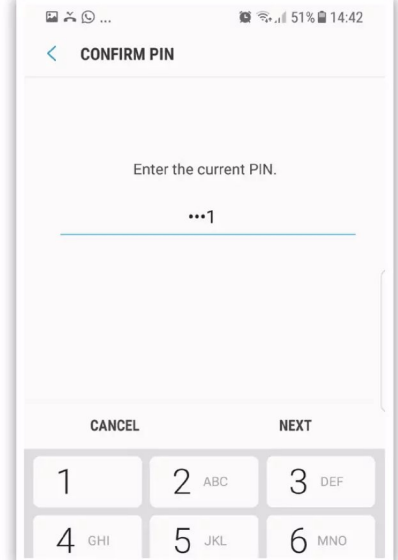 ... 51% 14:42
CONFIRM PIN
Enter the current PIN.
•••1
CANCEL NEXT
1 2 ABC 3 DEF
4 GHI 5 JKL 6 MNO